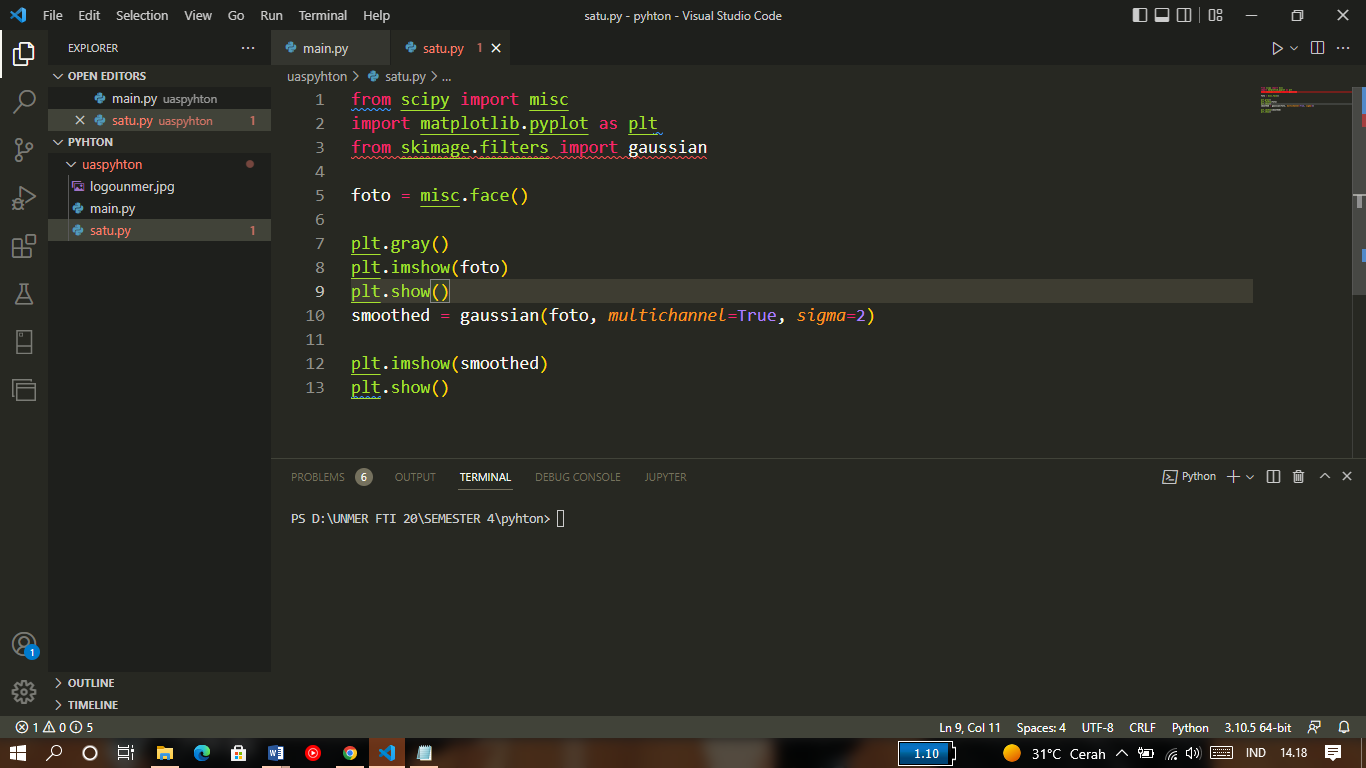 File Edit Selection View Go Run Terminal Help
satu.py - pyhton - Visual Studio Code
EXPLORER
OPEN EDITORS
main.py uaspyhton
satu.py uaspyhton 1
PYHTON
uaspyhton
logounmer.jpg
main.py
satu.py 1
OUTLINE
TIMELINE
main.py
satu.py 1
uaspyhton > satu.py > ...
1 from scipy import misc
2 import matplotlib.pyplot as plt
3 from skimage.filters import gaussian
4
5 foto = misc.face()
6
7 plt.gray()
8 plt.imshow(foto)
9 plt.show()
10 smoothed = gaussian(foto, multichannel=True, sigma=2)
11
12 plt.imshow(smoothed)
13 plt.show()
PROBLEMS 6 OUTPUT TERMINAL DEBUG CONSOLE JUPYTER
Python
PS D:\UNMER FTI 20\SEMESTER 4\pyhton>
1
1 0 5
Ln 9, Col 11 Spaces: 4 UTF-8 CRLF Python 3.10.5 64-bit
1.10
31°C Cerah
IND 14.18